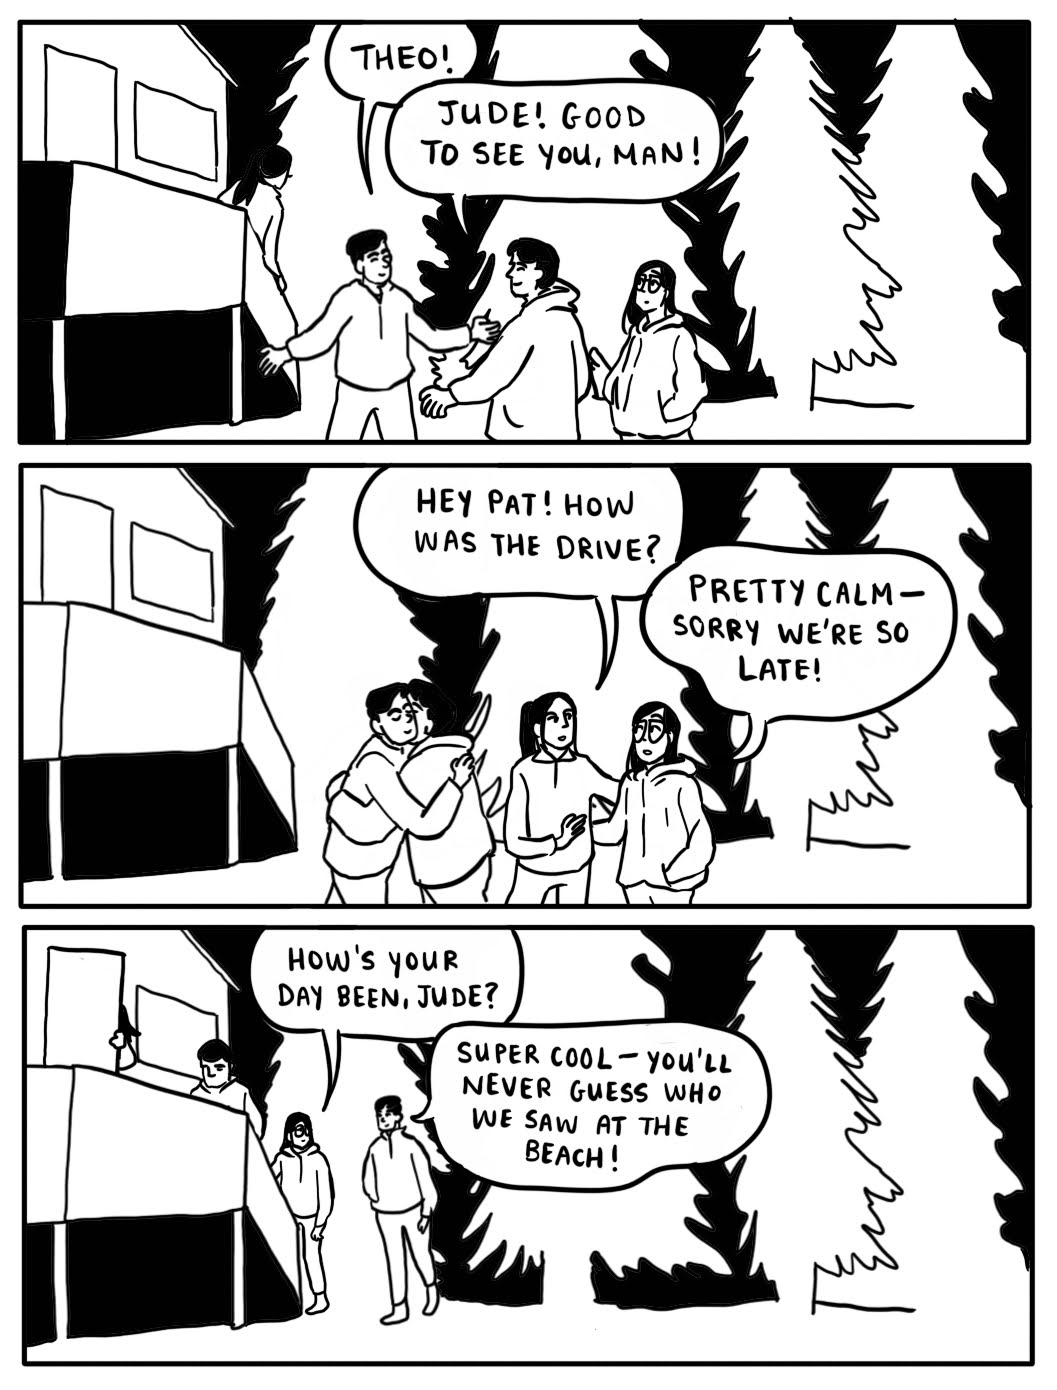 THEO!
JUDE! GOOD
TO SEE YOU, MAN!
HEY PAT! HOW
WAS THE DRIVE?
PRETTY CALM—
SORRY WE'RE SO
LATE!
HOW'S YOUR
DAY BEEN, JUDE?
SUPER COOL — YOU'LL
NEVER GUESS WHO
WE SAW AT THE
BEACH!